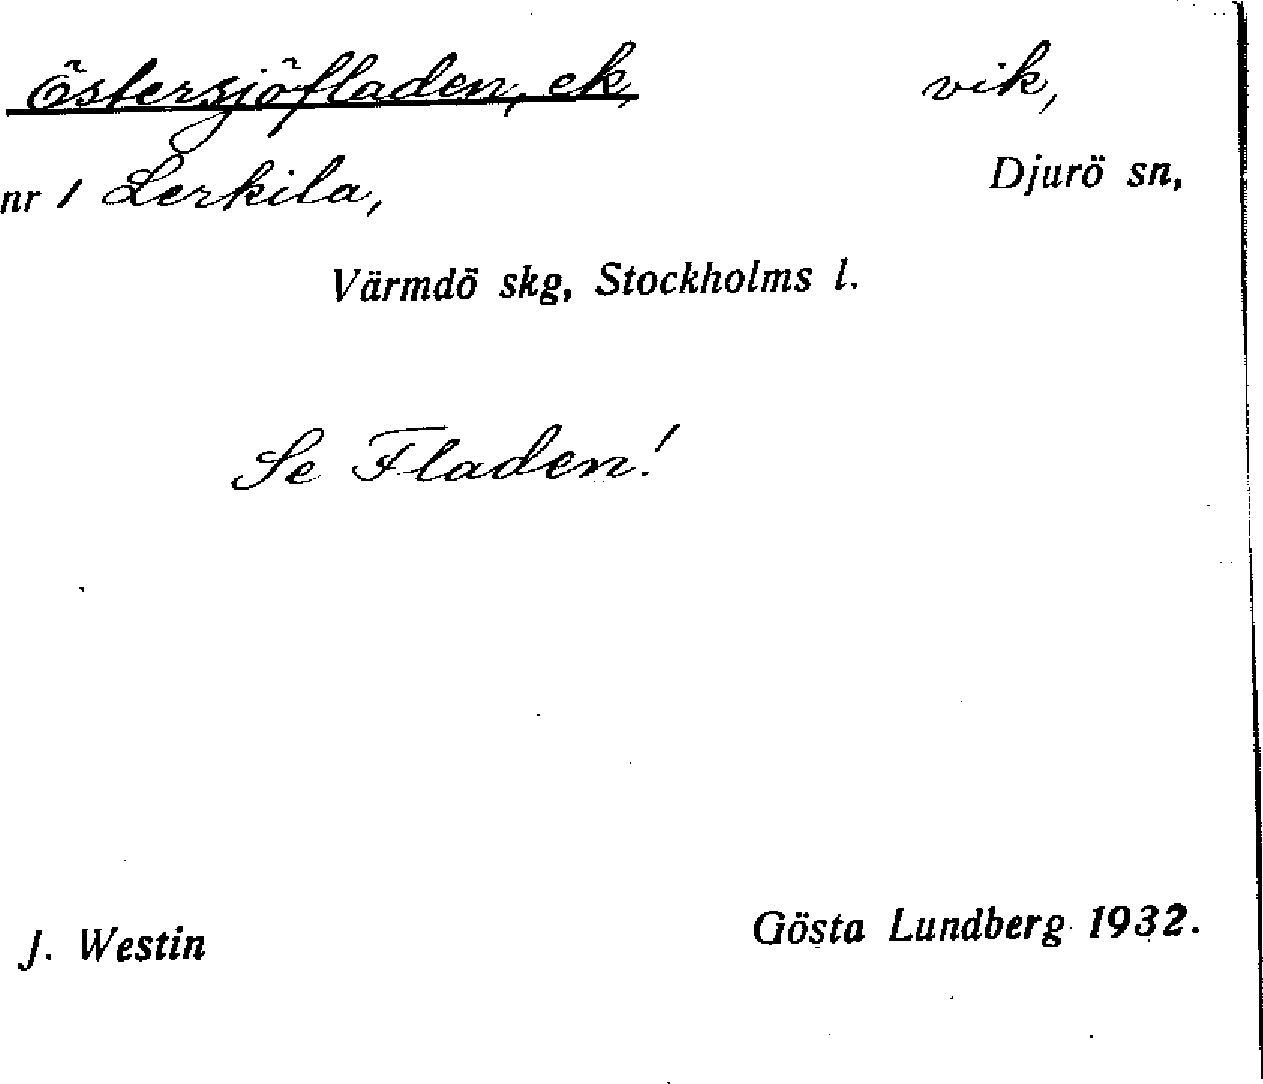 Östersjöfladen, ek, vik,
nr 1 Lerkila, Djurö sn,
Värmdö skg, Stockholms l.
Se Fladen!
J. Westin Gösta Lundberg 1932.